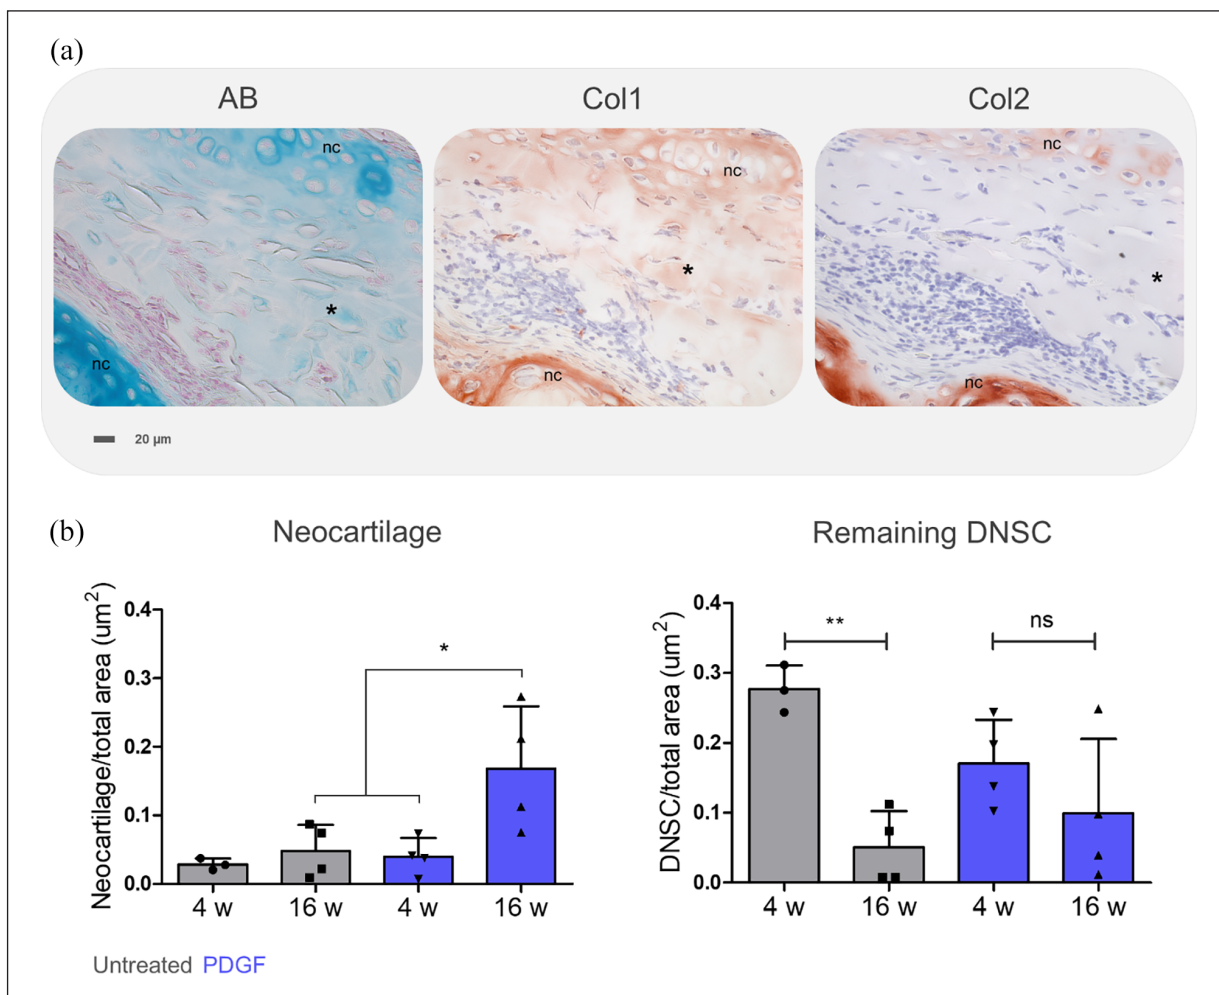 (a)
AB Col1 Col2
nc nc nc
* * *
nc nc nc
20 µm
(b)
Neocartilage Remaining DNSC
Neocartilage/total area (um²)
0.4
0.3
0.2
0.1
0.0
*
4 w 16 w 4 w 16 w
DNSC/total area (um²)
0.4
0.3
0.2
0.1
0.0
** ns
4 w 16 w 4 w 16 w
Untreated PDGF